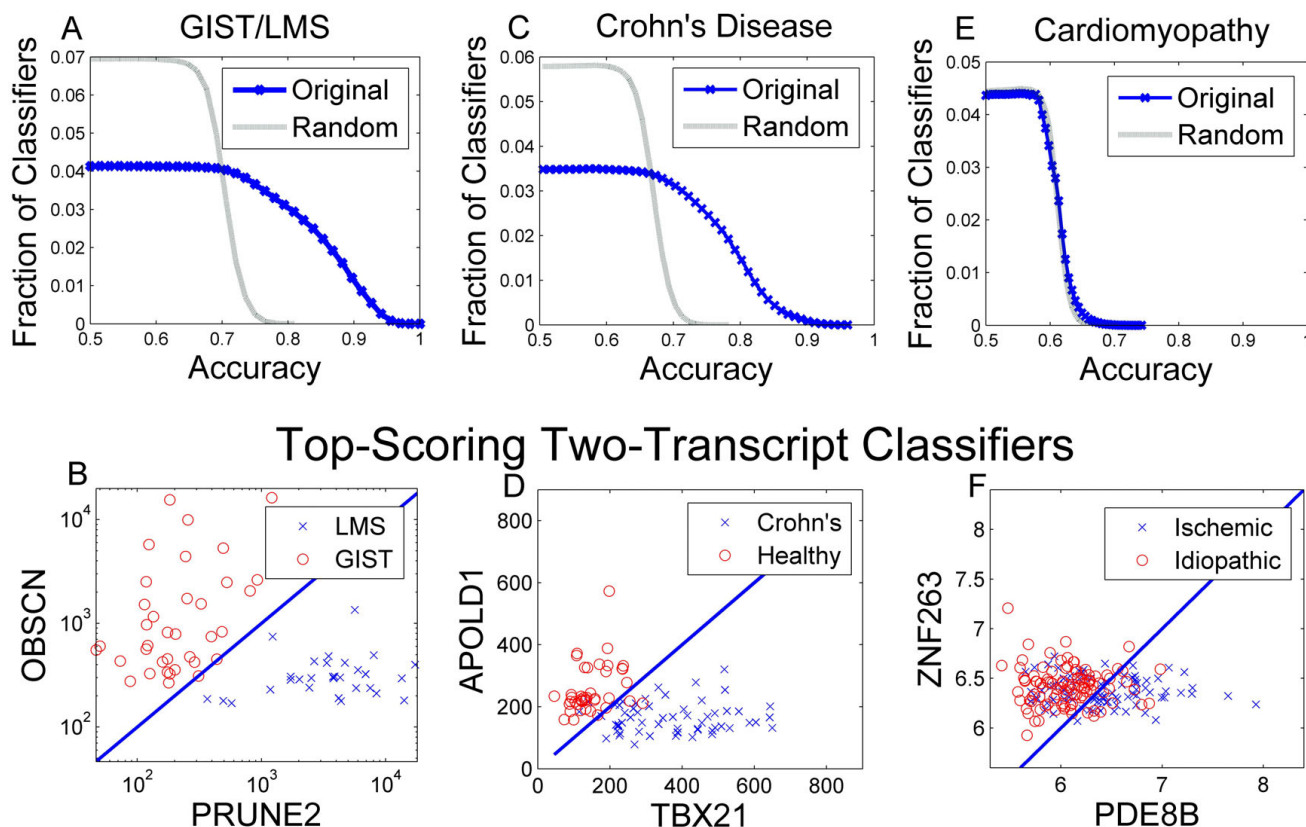 A GIST/LMS
Fraction of Classifiers
0.07
0.06
0.05
0.04
0.03
0.02
0.01
0
0.5 0.6 0.7 0.8 0.9 1
Accuracy
Original
Random
C Crohn's Disease
Fraction of Classifiers
0.06
0.05
0.04
0.03
0.02
0.01
0
0.5 0.6 0.7 0.8 0.9 1
Accuracy
Original
Random
E Cardiomyopathy
Fraction of Classifiers
0.05
0.04
0.03
0.02
0.01
0
0.5 0.6 0.7 0.8 0.9 1
Accuracy
Original
Random
Top-Scoring Two-Transcript Classifiers
B
OBSCN
10^4
10^3
10^2
10^2 10^3 10^4
PRUNE2
LMS
GIST
D
APOLD1
800
600
400
200
0
0 200 400 600 800
TBX21
Crohn's
Healthy
F
ZNF263
8
7.5
7
6.5
6
6 7 8
PDE8B
Ischemic
Idiopathic